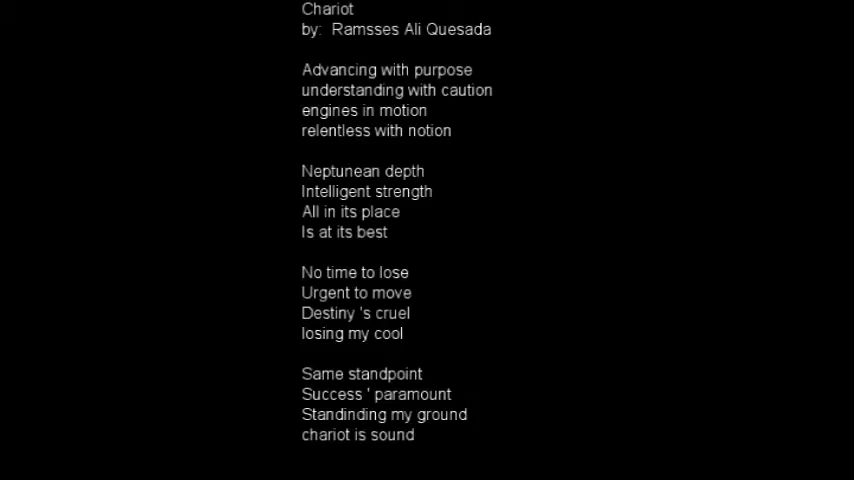 Chariot
by:  Ramsses Ali Quesada
Advancing with purpose
understanding with caution
engines in motion
relentless with notion
Neptunean depth
Intelligent strength
All in its place
Is at its best
No time to lose
Urgent to move
Destiny 's cruel
losing my cool
Same standpoint
Success ' paramount
Standinding my ground
chariot is sound